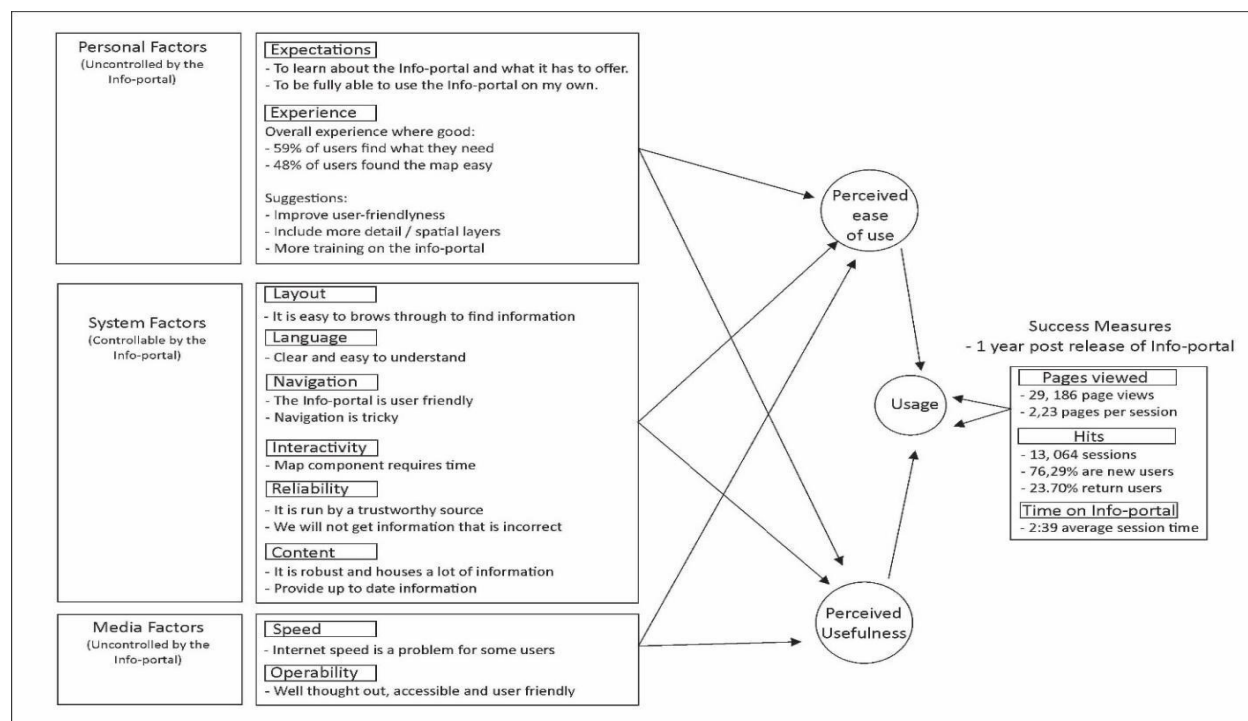 Personal Factors
(Uncontrolled by the
Info-portal)
Expectations
- To learn about the Info-portal and what it has to offer.
- To be fully able to use the Info-portal on my own.
Experience
Overall experience where good:
- 59% of users find what they need
- 48% of users found the map easy
Suggestions:
- Improve user-friendlyness
- Include more detail / spatial layers
- More training on the info-portal
System Factors
(Controllable by the
Info-portal)
Layout
- It is easy to brows through to find information
Language
- Clear and easy to understand
Navigation
- The Info-portal is user friendly
- Navigation is tricky
Interactivity
- Map component requires time
Reliability
- It is run by a trustworthy source
- We will not get information that is incorrect
Content
- It is robust and houses a lot of information
- Provide up to date information
Media Factors
(Uncontrolled by the
Info-portal)
Speed
- Internet speed is a problem for some users
Operability
- Well thought out, accessible and user friendly
Perceived
ease
of use
Usage
Perceived
Usefulness
Success Measures
- 1 year post release of Info-portal
Pages viewed
- 29, 186 page views
- 2,23 pages per session
Hits
- 13, 064 sessions
- 76,29% are new users
- 23.70% return users
Time on Info-portal
- 2:39 average session time